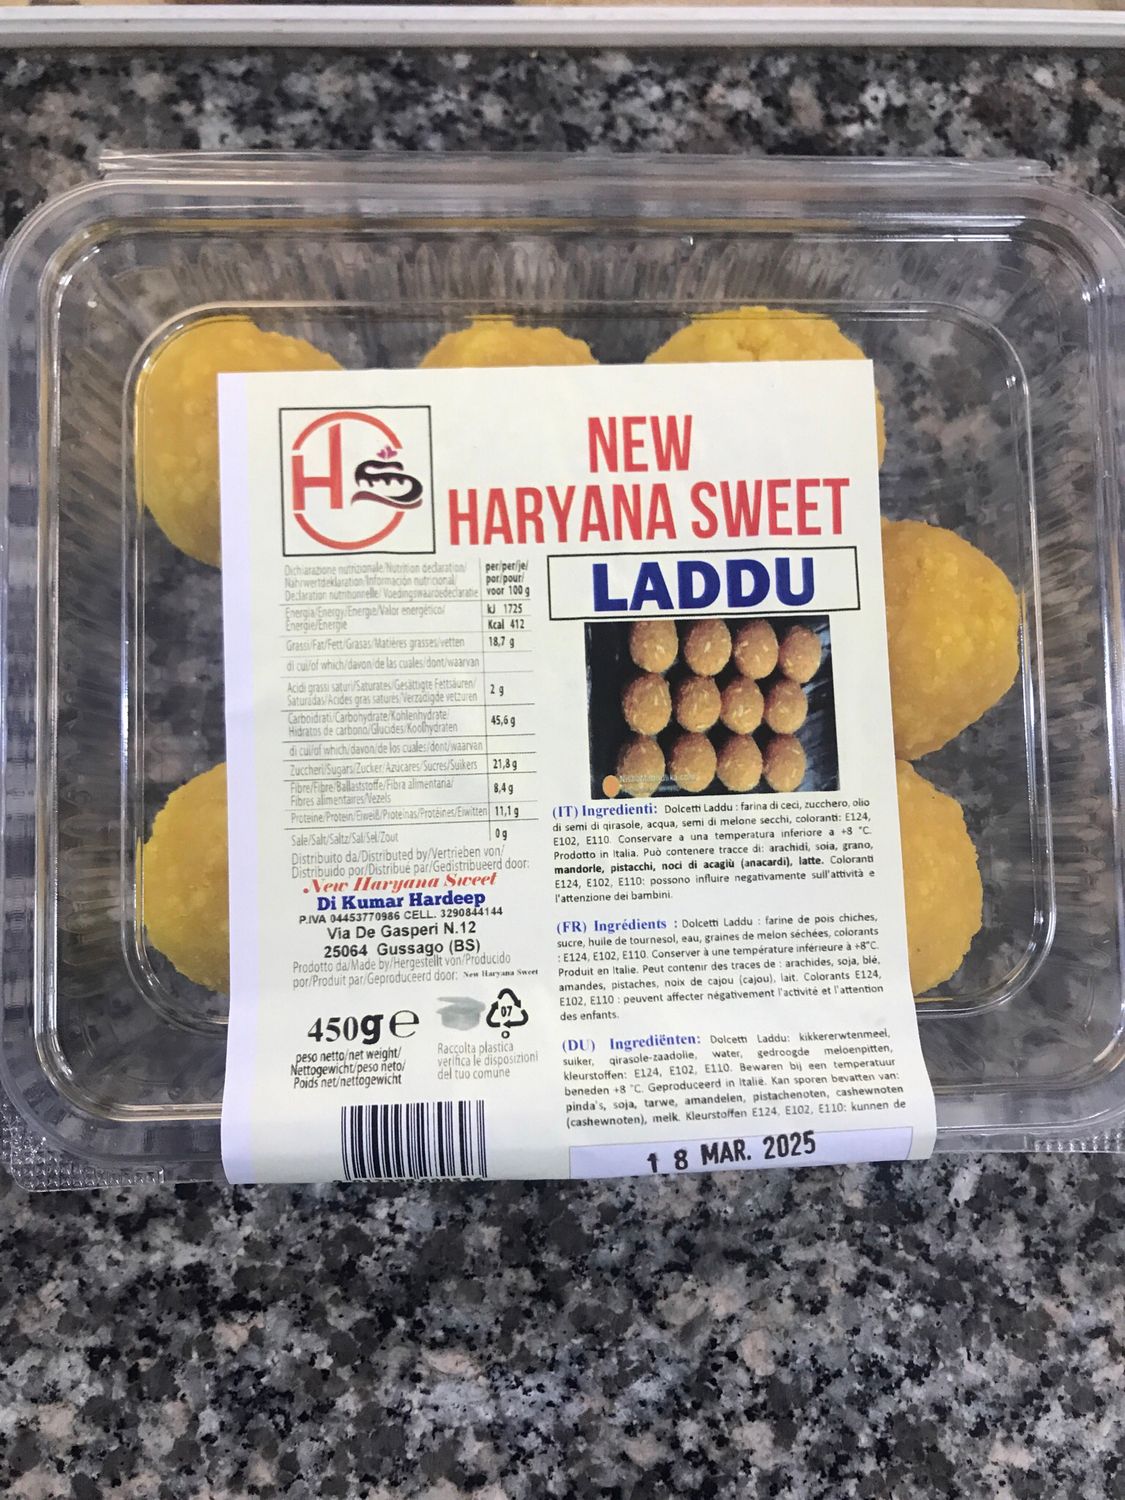 HS
NEW
HARYANA SWEET
LADDU
Dichiarazione nutrizionale/Nutrition declaration/
Nahrwertdeklaration/Información nutricional/
Declaration nutritionnelle/Voedingswaardedeclaratie
per/per/je/
por/pour/
voor 100 g
Energia/Energy/Energie/Valor energético/
Énergie/Energie
kJ 1725
Kcal 412
Grassi/Fat/Fett/Grasas/Matières grasses/vetten
18,7 g
di cui/of which/davon/de las cuales/dont/waarvan
Acidi grassi saturi/Saturates/Gesättigte Fettsäuren/
Saturadas/Acides gras saturés/Verzadigde vetzuren
2 g
Carboidrati/Carbohydrate/Kohlenhydrate/
Hidratos de carbono/Glucides/Koolhydraten
45,6 g
di cui/of which/davon/de los cuales/dont/waarvan
Zuccheri/Sugars/Zucker/Azúcares/Sucres/Suikers
21,8 g
Fibre/Fibre/Ballaststoffe/Fibra alimentaria/
Fibres alimentaires/Vezels
8,4 g
Proteine/Protein/Eiweiß/Proteínas/Protéines/Eiwitten
11,1 g
Sale/Salt/Saltz/Sal/Sel/Zout
0 g
Distribuito da/Distributed by/Vertrieben von/
Distribuido por/Distribué par/Gedistribueerd door:
New Haryana Sweet
Di Kumar Hardeep
P.IVA 04453770986 CELL. 3290844144
Via De Gasperi N.12
25064 Gussago (BS)
Prodotto da/Made by/Hergestellt von/Producido
por/Produit par/Geproduceerd door: New Haryana Sweet
450g e
peso netto/net weight/
Nettogewicht/peso neto/
Poids net/nettogewicht
07
O
Raccolta plastica
verifica le disposizioni
del tuo comune
(IT) Ingredienti: Dolcetti Laddu : farina di ceci, zucchero, olio
di semi di qirasole, acqua, semi di melone secchi, coloranti: E124,
E102, E110. Conservare a una temperatura inferiore a +8 °C.
Prodotto in Italia. Può contenere tracce di: arachidi, soia, grano,
mandorle, pistacchi, noci di acagiù (anacardi), latte. Coloranti
E124, E102, E110: possono influire negativamente sull'attività e
l'attenzione dei bambini.
(FR) Ingrédients : Dolcetti Laddu : farine de pois chiches,
sucre, huile de tournesol, eau, graines de melon séchées, colorants
: E124, E102, E110. Conserver à une température inférieure à +8°C.
Produit en Italie. Peut contenir des traces de : arachides, soja, blé,
amandes, pistaches, noix de cajou (cajou), lait. Colorants E124,
E102, E110 : peuvent affecter négativement l'activité et l'attention
des enfants.
(DU) Ingrediënten: Dolcetti Laddu: kikkererwtenmeel,
suiker, qirasole-zaadolie, water, gedroogde meloenpitten,
kleurstoffen: E124, E102, E110. Bewaren bij een temperatuur
beneden +8 °C. Geproduceerd in Italië. Kan sporen bevatten van:
pinda's, soja, tarwe, amandelen, pistachenoten, cashewnoten
(cashewnoten), melk. Kleurstoffen E124, E102, E110: kunnen de
1 8 MAR. 2025